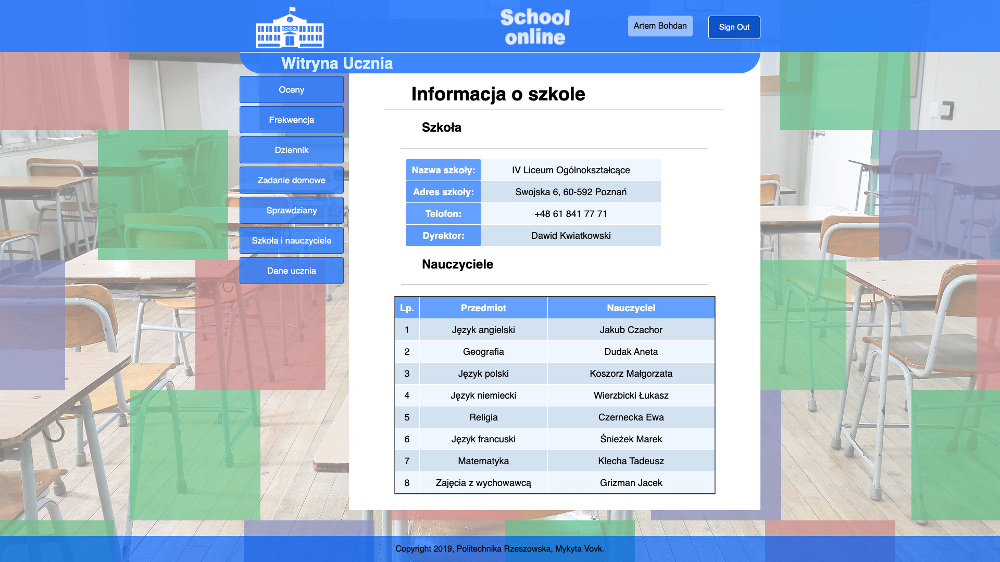 SCHOOL
School
online
Artem Bohdan
Sign Out
Witryna Ucznia
Oceny
Frekwencja
Dziennik
Zadanie domowe
Sprawdziany
Szkoła i nauczyciele
Dane ucznia
Informacja o szkole
Szkoła
Nazwa szkoły: IV Liceum Ogólnokształcące
Adres szkoły: Swojska 6, 60-592 Poznań
Telofon: +48 61 841 77 71
Dyrektor: Dawid Kwiatkowski
Nauczyciele
Lp. Przedmiot Nauczyciel
1 Język angielski Jakub Czachor
2 Geografia Dudak Aneta
3 Język polski Koszorz Małgorzata
4 Język niemiecki Wierzbicki Łukasz
5 Religia Czernecka Ewa
6 Język francuski Śnieżek Marek
7 Matematyka Klecha Tadeusz
8 Zajęcia z wychowawcą Grizman Jacek
Copyright 2019, Politechnika Rzeszowska, Mykyta Vovk.